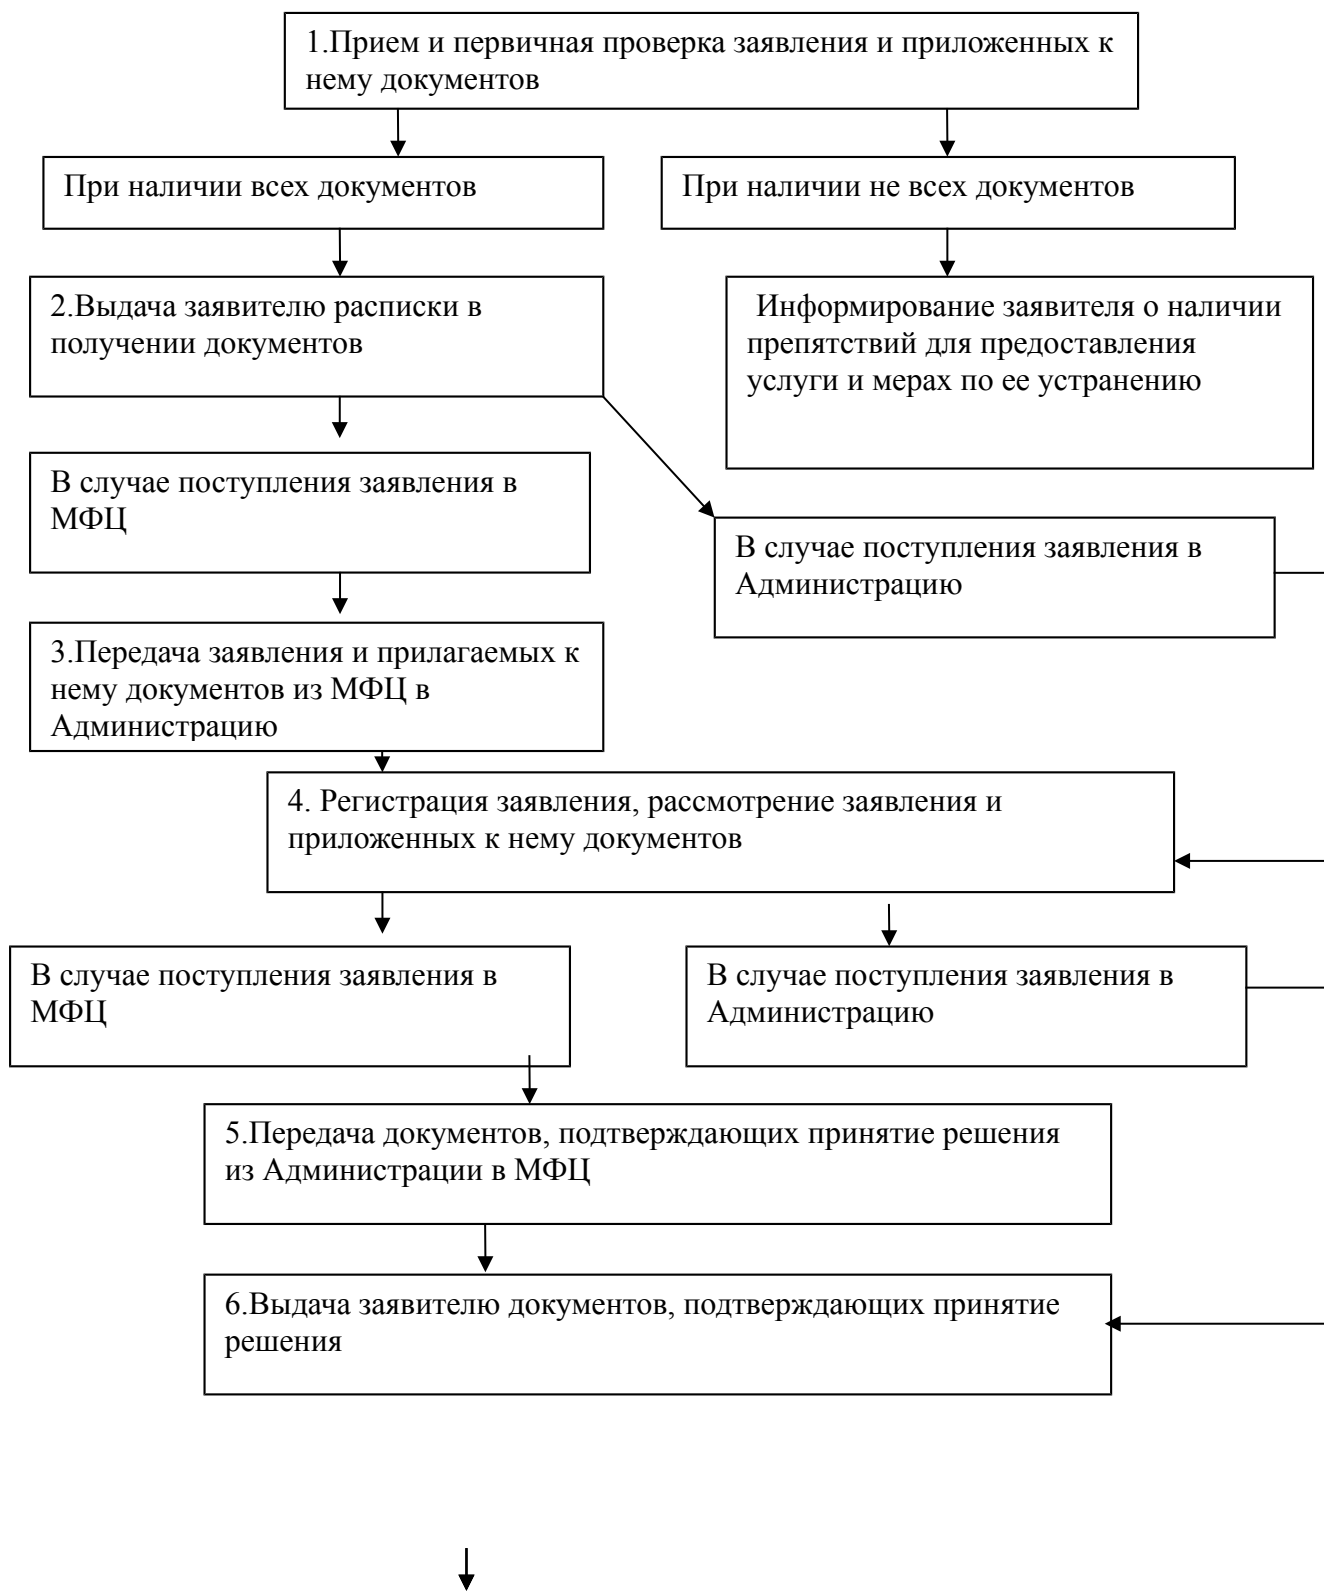 1.Прием и первичная проверка заявления и приложенных к
нему документов
При наличии всех документов
При наличии не всех документов
2.Выдача заявителю расписки в
получении документов
Информирование заявителя о наличии
препятствий для предоставления
услуги и мерах по ее устранению
В случае поступления заявления в
МФЦ
В случае поступления заявления в
Администрацию
3.Передача заявления и прилагаемых к
нему документов из МФЦ в
Администрацию
4. Регистрация заявления, рассмотрение заявления и
приложенных к нему документов
В случае поступления заявления в
МФЦ
В случае поступления заявления в
Администрацию
5.Передача документов, подтверждающих принятие решения
из Администрации в МФЦ
6.Выдача заявителю документов, подтверждающих принятие
решения